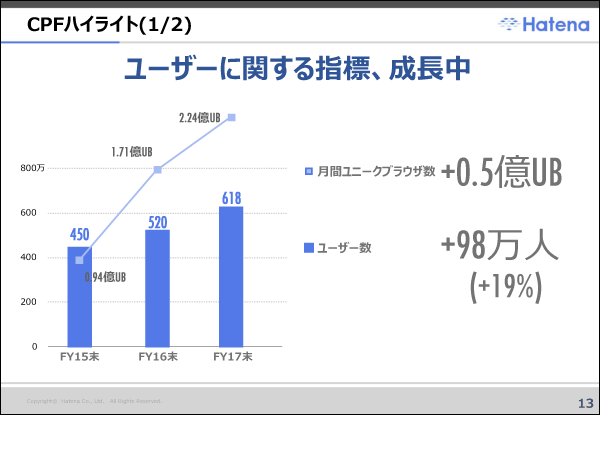 CPFハイライト(1/2)
Hatena
ユーザーに関する指標、成長中
2.24億UB
1.71億UB
800万
月間ユニークブラウザ数
+0.5億UB
600
618
520
450
ユーザー数
+98万人
400
0.94億UB
(+19%)
200
0
FY15末
FY16末
FY17末
Copyright© Hatena Co., Ltd. All Rights Reserved.
13